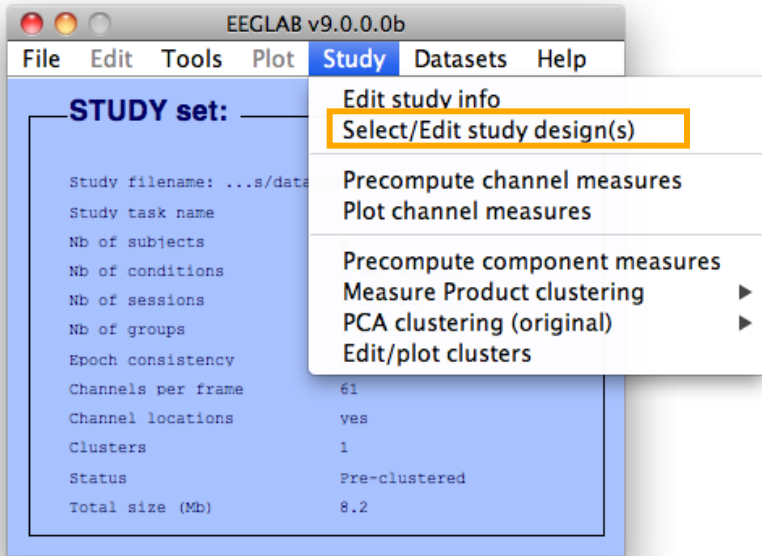 EEGLAB v9.0.0.0b
File Edit Tools Plot Study Datasets Help
STUDY set:
Edit study info
Select/Edit study design(s)
Precompute channel measures
Plot channel measures
Precompute component measures
Measure Product clustering
PCA clustering (original)
Edit/plot clusters
Study filename: ...s/data
Study task name
Nb of subjects
Nb of conditions
Nb of sessions
Nb of groups
Epoch consistency
Channels per frame 61
Channel locations yes
Clusters 1
Status Pre-clustered
Total size (Mb) 8.2